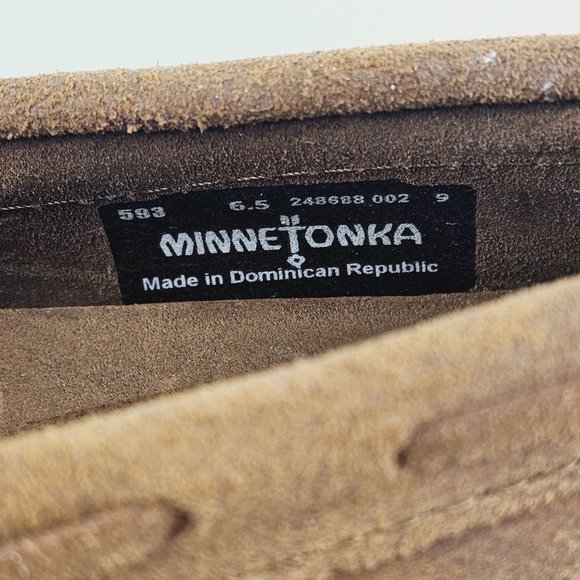 593 6.5 248688 002 9
MINNETONKA
Made in Dominican Republic